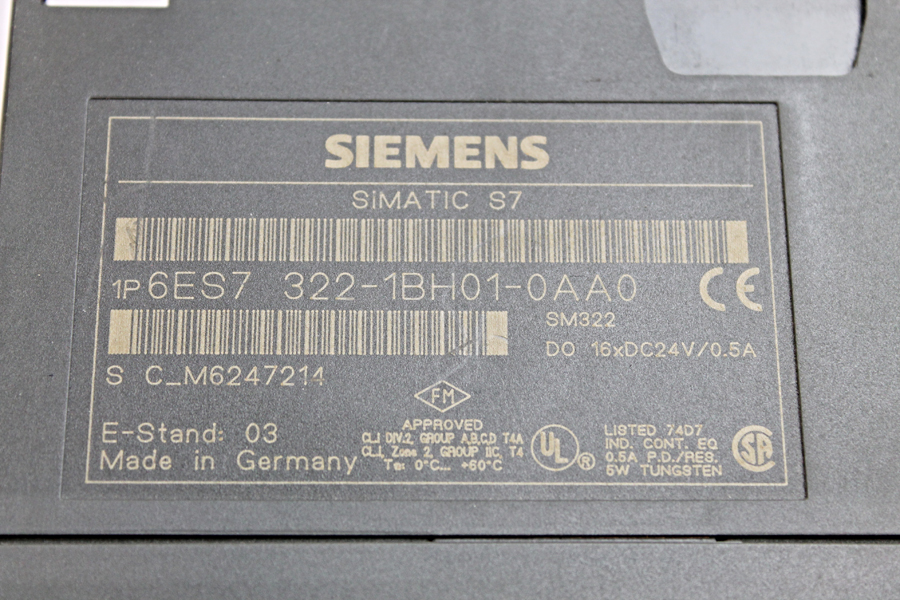 SIEMENS
SiMATIC S7
1P 6ES7 322-1BH01-0AA0
SM322
DO 16xDC24V/0.5A
S C_M6247214
E-Stand: 03
Made in Germany
FM
APPROVED
CL.I DIV.2, GROUP A,B,C,D T4A
CL.I, Zone 2, GROUP IIC, T4
Ta: 0°C... +60°C
UL ®
LISTED 74D7
IND. CONT. EQ
0.5A P.D./RES.
5W TUNGSTEN
SA
CE